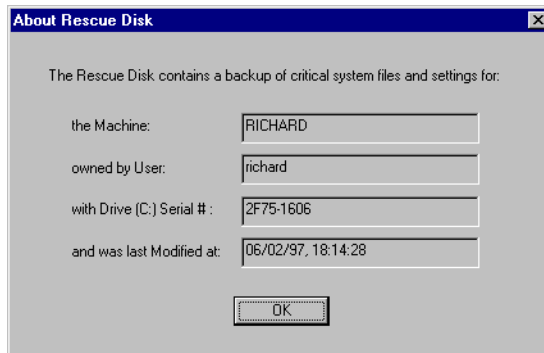 About Rescue Disk
The Rescue Disk contains a backup of critical system files and settings for:
the Machine: RICHARD
owned by User: richard
with Drive (C:) Serial # : 2F75-1606
and was last Modified at: 06/02/97, 18:14:28
OK